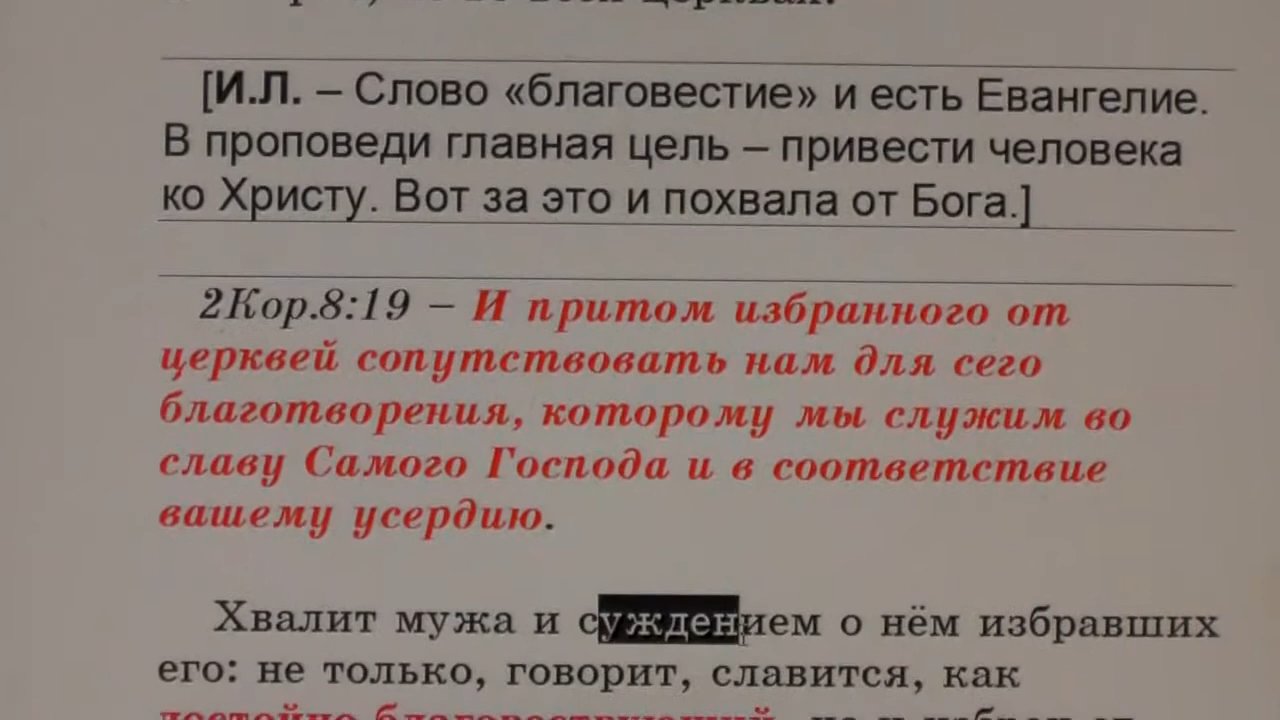 [И.Л. – Слово «благовестие» и есть Евангелие.
В проповеди главная цель – привести человека
ко Христу. Вот за это и похвала от Бога.]
2Кор.8:19 – И притом избранного от
церквей сопутствовать нам для сего
благотворения, которому мы служим во
славу Самого Господа и в соответствие
вашему усердию.
Хвалит мужа и суждением о нём избравших
его: не только, говорит, славится, как